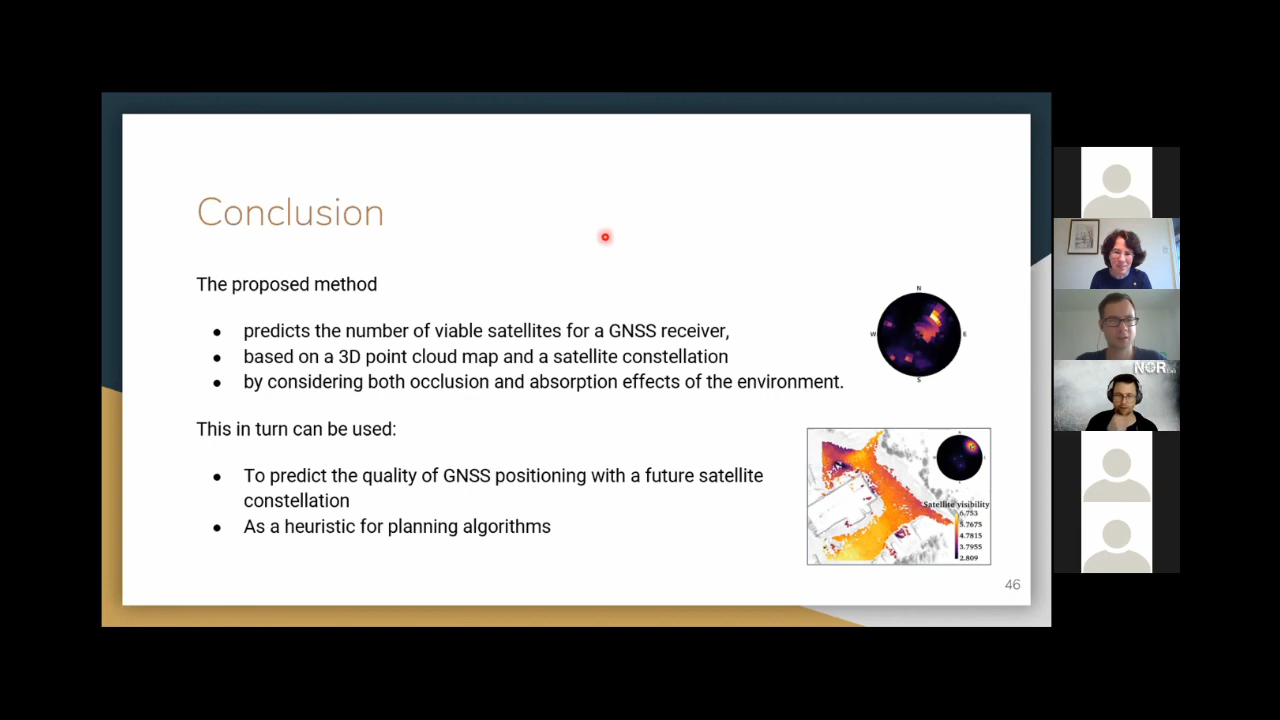 Conclusion
The proposed method
● predicts the number of viable satellites for a GNSS receiver,
● based on a 3D point cloud map and a satellite constellation
● by considering both occlusion and absorption effects of the environment.
This in turn can be used:
● To predict the quality of GNSS positioning with a future satellite
constellation
● As a heuristic for planning algorithms
N
W E
S
Satellite visibility
6.753
5.7675
4.7815
3.7955
2.809
46
NOR